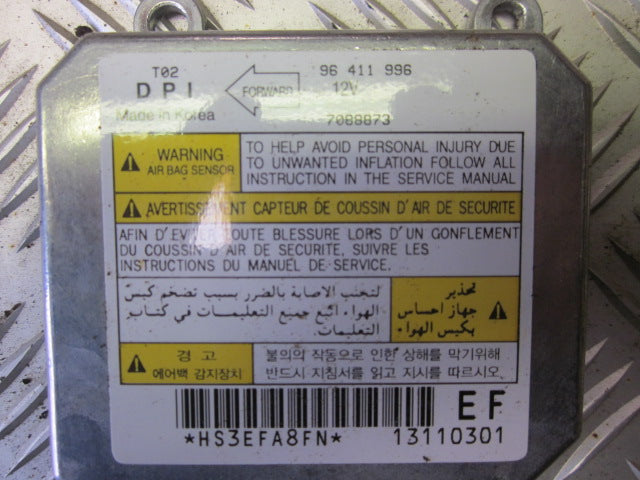 T02
DPI
FORWARD
96 411 996
12V
Made in Korea
7088873
WARNING
AIR BAG SENSOR
TO HELP AVOID PERSONAL INJURY DUE
TO UNWANTED INFLATION FOLLOW ALL
INSTRUCTION IN THE SERVICE MANUAL
AVERTISSEMENT CAPTEUR DE COUSSIN D'AIR DE SECURITE
AFIN D'EVITE TOUTE BLESSURE LORS D'UN GONFLEMENT
DU COUSSIN D'AIR DE SECURITE, SUIVRE LES
INSTRUCTIONS DU MANUEL DE SERVICE.
تحذير
جهاز احساس
بكيس الهواء
لتجنب الاصابة بالضرر بسبب تضخم كيس
الهواء اتبع جميع التعليمات في كتاب
التعليمات.
경 고
에어백 감지장치
불의의 작동으로 인한 상해를 막기위해
반드시 지침서를 읽고 지시를 따르시오.
EF
*HS3EFA8FN*
13110301